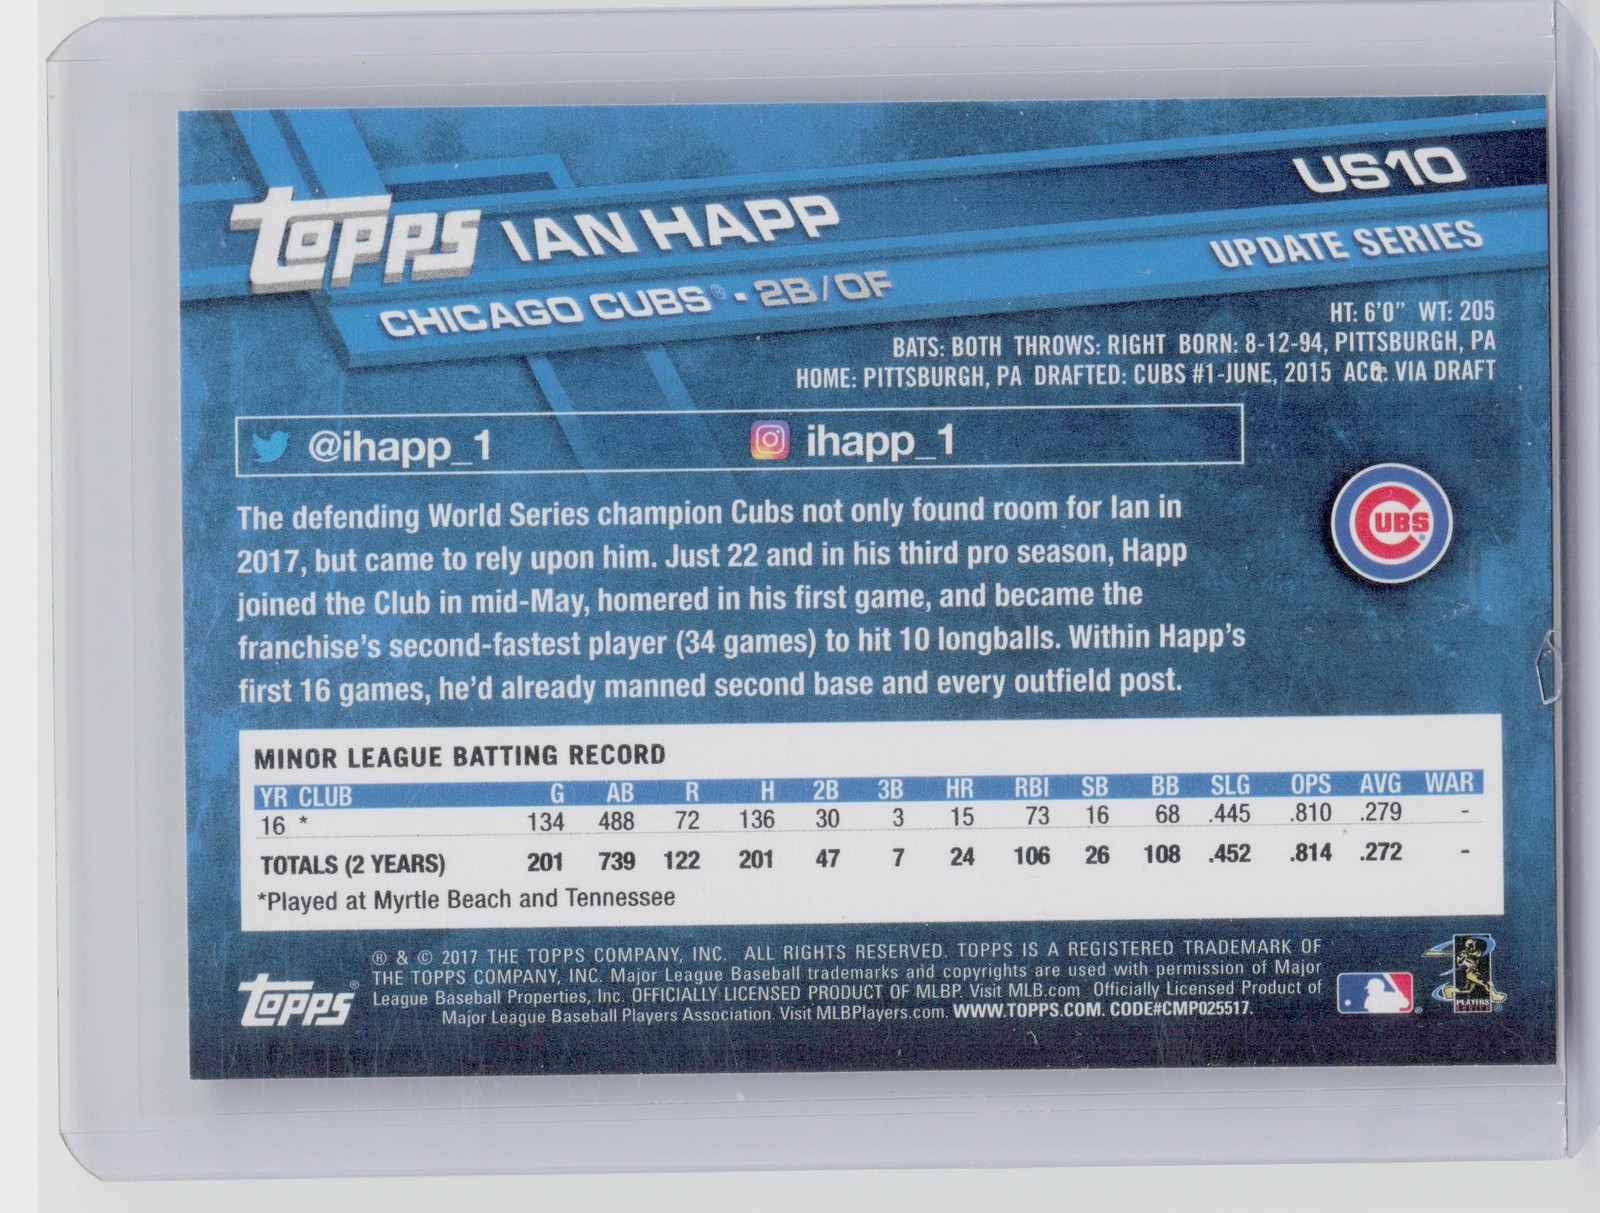 US10
TOPPS IAN HAPP
UPDATE SERIES
CHICAGO CUBS® - 2B/OF
HT: 6'0" WT: 205
BATS: BOTH THROWS: RIGHT BORN: 8-12-94, PITTSBURGH, PA
HOME: PITTSBURGH, PA DRAFTED: CUBS #1-JUNE, 2015 ACQ: VIA DRAFT
@ihapp_1 ihapp_1
CUBS
The defending World Series champion Cubs not only found room for Ian in
2017, but came to rely upon him. Just 22 and in his third pro season, Happ
joined the Club in mid-May, homered in his first game, and became the
franchise's second-fastest player (34 games) to hit 10 longballs. Within Happ's
first 16 games, he'd already manned second base and every outfield post.
MINOR LEAGUE BATTING RECORD
YR CLUB G AB R H 2B 3B HR RBI SB BB SLG OPS AVG WAR
16 * 134 488 72 136 30 3 15 73 16 68 .445 .810 .279 -
TOTALS (2 YEARS) 201 739 122 201 47 7 24 106 26 108 .452 .814 .272 -
*Played at Myrtle Beach and Tennessee
® & © 2017 THE TOPPS COMPANY, INC. ALL RIGHTS RESERVED. TOPPS IS A REGISTERED TRADEMARK OF
THE TOPPS COMPANY, INC. Major League Baseball trademarks and copyrights are used with permission of Major
League Baseball Properties, Inc. OFFICIALLY LICENSED PRODUCT OF MLBP. Visit MLB.com Officially Licensed Product of
Major League Baseball Players Association. Visit MLBPlayers.com. WWW.TOPPS.COM. CODE#CMP025517.
TOPPS®
PLAYERS